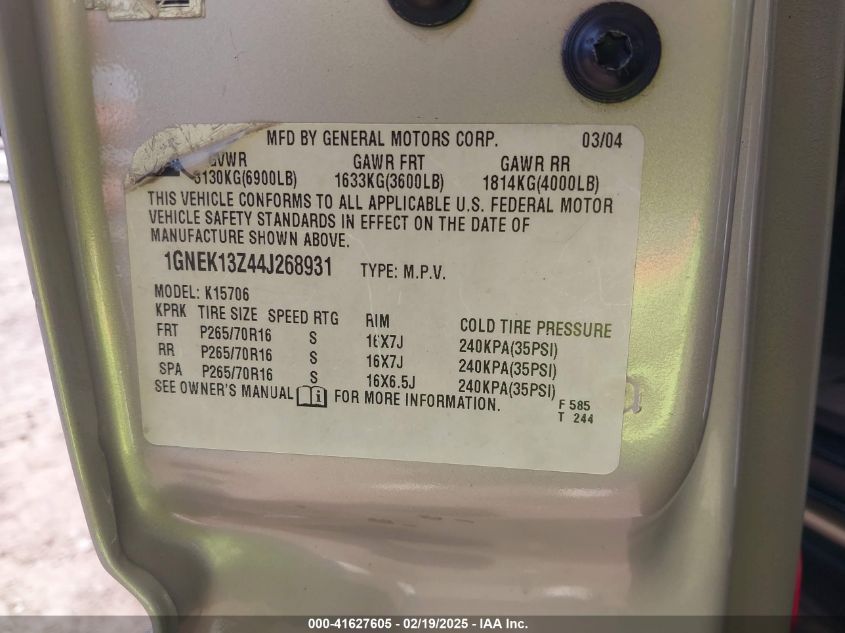 MFD BY GENERAL MOTORS CORP. 03/04
GVWR GAWR FRT GAWR RR
3130KG(6900LB) 1633KG(3600LB) 1814KG(4000LB)
THIS VEHICLE CONFORMS TO ALL APPLICABLE U.S. FEDERAL MOTOR
VEHICLE SAFETY STANDARDS IN EFFECT ON THE DATE OF
MANUFACTURE SHOWN ABOVE.
1GNEK13Z44J268931 TYPE: M.P.V.
MODEL: K15706
KPRK TIRE SIZE SPEED RTG RIM COLD TIRE PRESSURE
FRT P265/70R16 S 16X7J 240KPA(35PSI)
RR P265/70R16 S 16X7J 240KPA(35PSI)
SPA P265/70R16 S 16X6.5J 240KPA(35PSI)
SEE OWNER'S MANUAL FOR MORE INFORMATION.
F 585
T 244
000-41627605 - 02/19/2025 - IAA Inc.